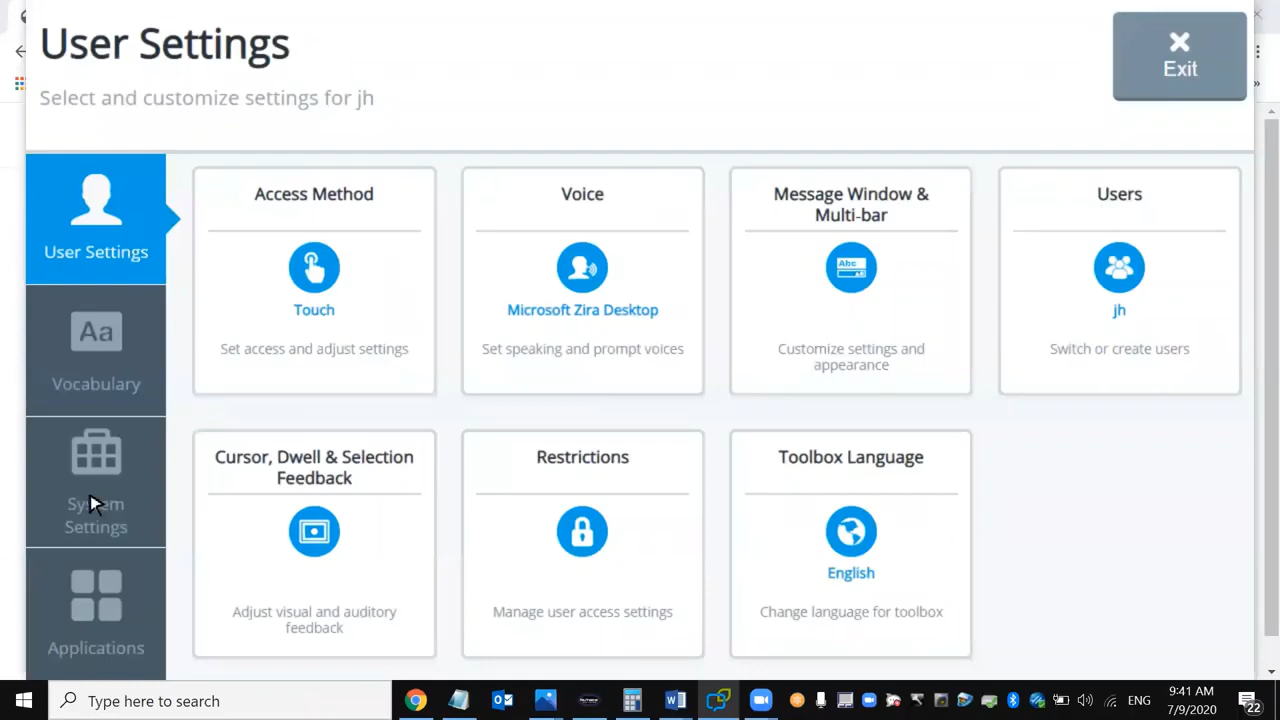 User Settings
Select and customize settings for jh
Exit
User Settings
Aa
Vocabulary
System
Settings
Applications
Access Method
Touch
Set access and adjust settings
Voice
Microsoft Zira Desktop
Set speaking and prompt voices
Message Window &
Multi-bar
Abc
Customize settings and
appearance
Users
jh
Switch or create users
Cursor, Dwell & Selection
Feedback
Adjust visual and auditory
feedback
Restrictions
Manage user access settings
Toolbox Language
English
Change language for toolbox
Type here to search
ENG
9:41 AM
7/9/2020
22